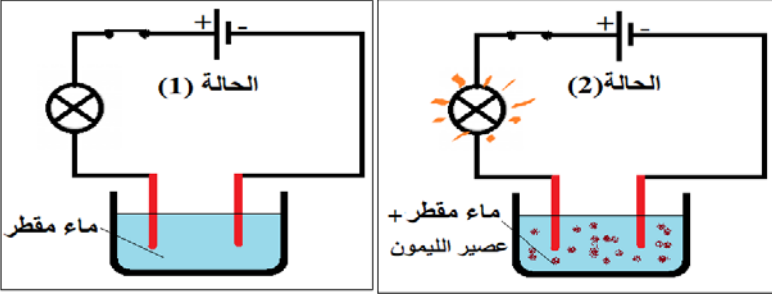 + -
الحالة (1)
ماء مقطر
+ -
الحالة(2)
ماء مقطر+
عصير الليمون